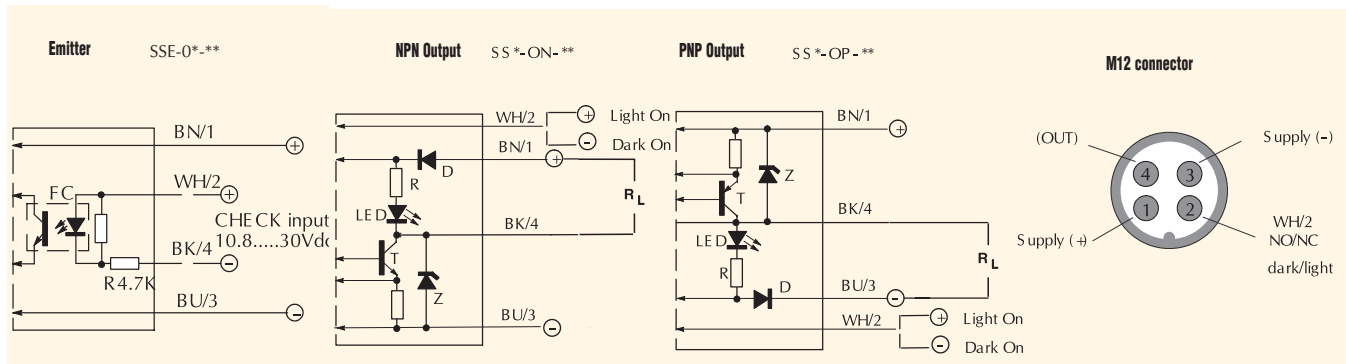 Emitter SSE-0*-**
BN/1
+
FC
WH/2
+
CHECK input
10.8.....30Vdc
BK/4
-
R4.7K
BU/3
-
NPN Output SS*-ON-**
WH/2
+ Light On
- Dark On
BN/1
+
D
R
LED
RL
BK/4
T
Z
BU/3
-
PNP Output SS*-OP-**
BN/1
+
Z
T
BK/4
LED
R
RL
D
BU/3
-
WH/2
+ Light On
- Dark On
M12 connector
(OUT)
Supply (-)
4 3
1 2
Supply (+)
WH/2
NO/NC
dark/light